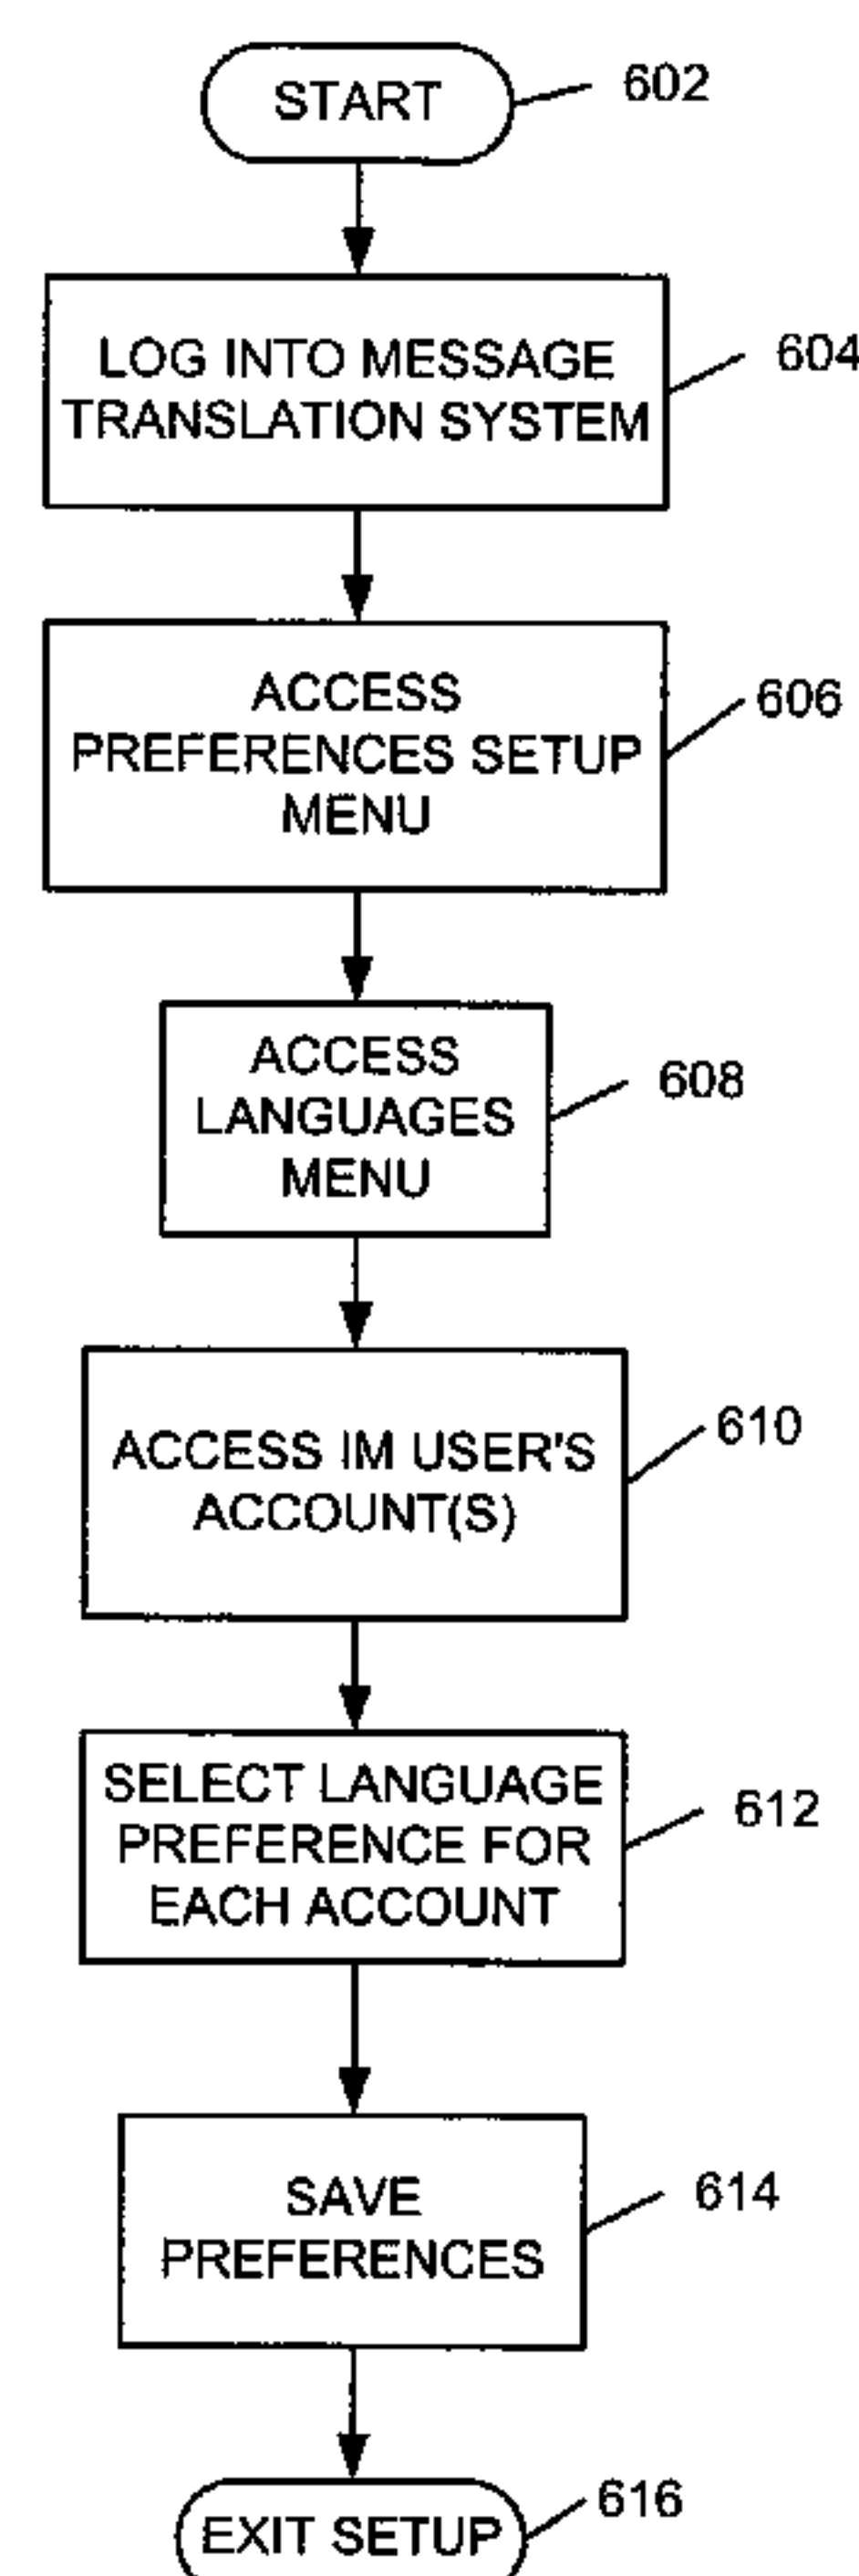 START
602
LOG INTO MESSAGE
TRANSLATION SYSTEM
604
ACCESS
PREFERENCES SETUP
MENU
606
ACCESS
LANGUAGES
MENU
608
ACCESS IM USER'S
ACCOUNT(S)
610
SELECT LANGUAGE
PREFERENCE FOR
EACH ACCOUNT
612
SAVE
PREFERENCES
614
EXIT SETUP
616